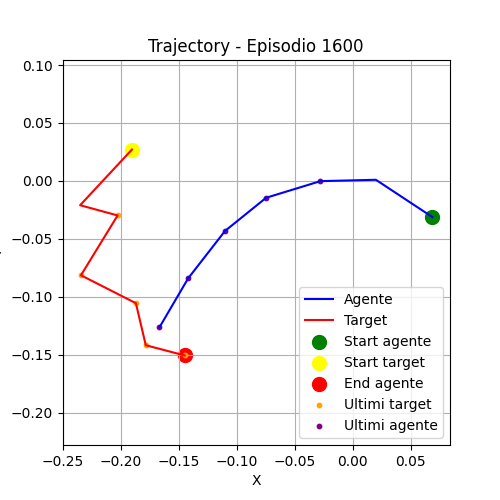 Trajectory - Episodio 1600
0.10
0.05
0.00
−0.05
−0.10
−0.15
−0.20
−0.25 −0.20 −0.15 −0.10 −0.05 0.00 0.05
X
Agente
Target
Start agente
Start target
End agente
Ultimi target
Ultimi agente